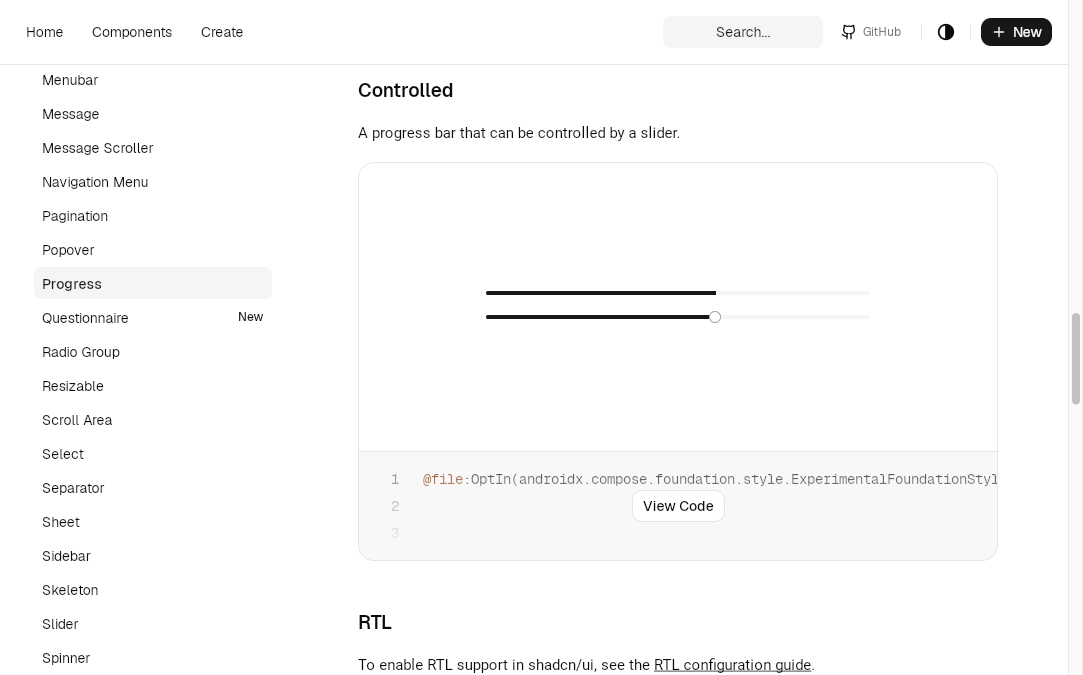 Home
Components
Create
Search...
GitHub
New
Menubar
Message
Message Scroller
Navigation Menu
Pagination
Popover
Progress
Questionnaire New
Radio Group
Resizable
Scroll Area
Select
Separator
Sheet
Sidebar
Skeleton
Slider
Spinner
Controlled
A progress bar that can be controlled by a slider.
1 @file:OptIn(androidx.compose.foundation.style.ExperimentalFoundationStyl
2
View Code
3
RTL
To enable RTL support in shadcn/ui, see the RTL configuration guide.